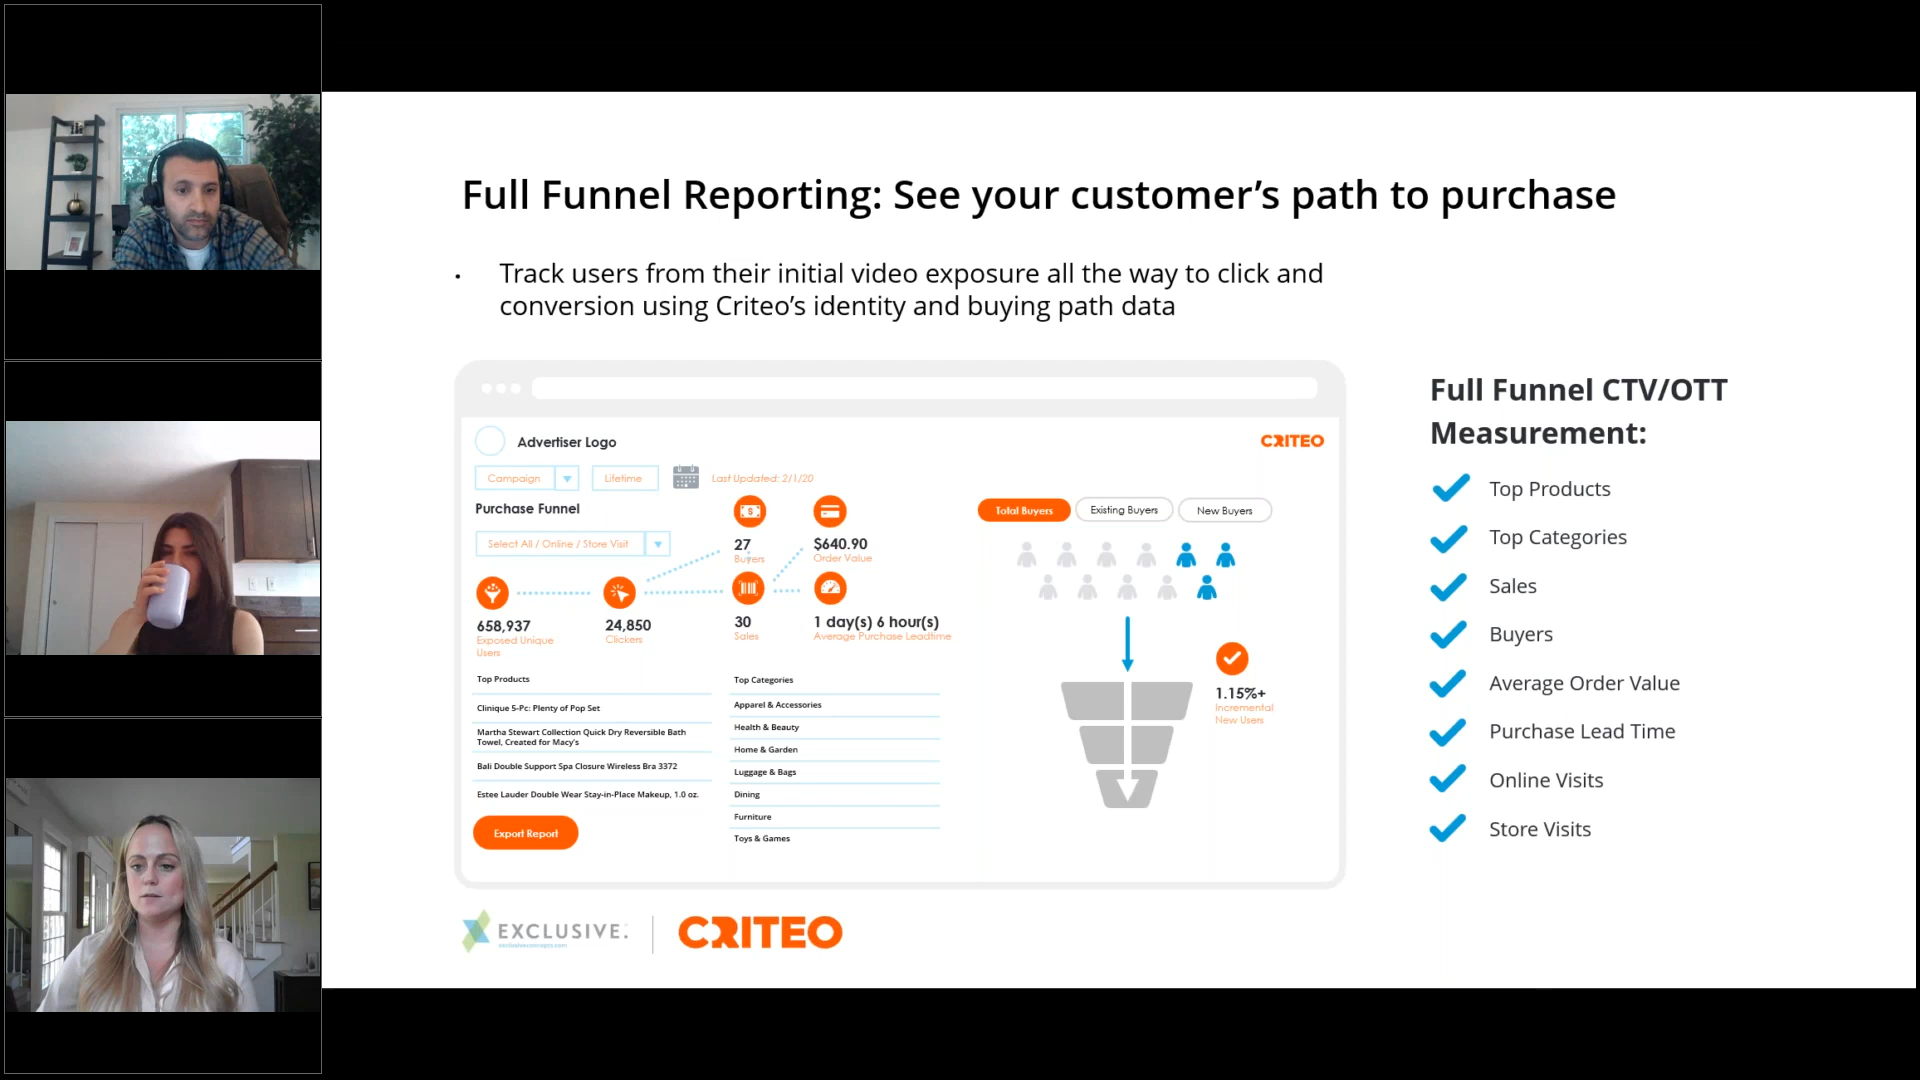 Full Funnel Reporting: See your customer's path to purchase
• Track users from their initial video exposure all the way to click and
conversion using Criteo's identity and buying path data
Advertiser Logo
CRITEO
Campaign
Lifetime
Last Updated: 2/1/20
Purchase Funnel
Select All / Online / Store Visit
27
Buyers
$640.90
Order Value
658,937
Exposed Unique
Users
24,850
Clickers
30
Sales
1 day(s) 6 hour(s)
Average Purchase Leadtime
Total Buyers
Existing Buyers
New Buyers
1.15%+
Incremental
New Users
Top Products
Clinique 5-Pc: Plenty of Pop Set
Martha Stewart Collection Quick Dry Reversible Bath
Towel, Created for Macy's
Bali Double Support Spa Closure Wireless Bra 3372
Estee Lauder Double Wear Stay-in-Place Makeup, 1.0 oz.
Export Report
Top Categories
Apparel & Accessories
Health & Beauty
Home & Garden
Luggage & Bags
Dining
Furniture
Toys & Games
Full Funnel CTV/OTT
Measurement:
Top Products
Top Categories
Sales
Buyers
Average Order Value
Purchase Lead Time
Online Visits
Store Visits
EXCLUSIVE.
exclusiveconcepts.com
CRITEO